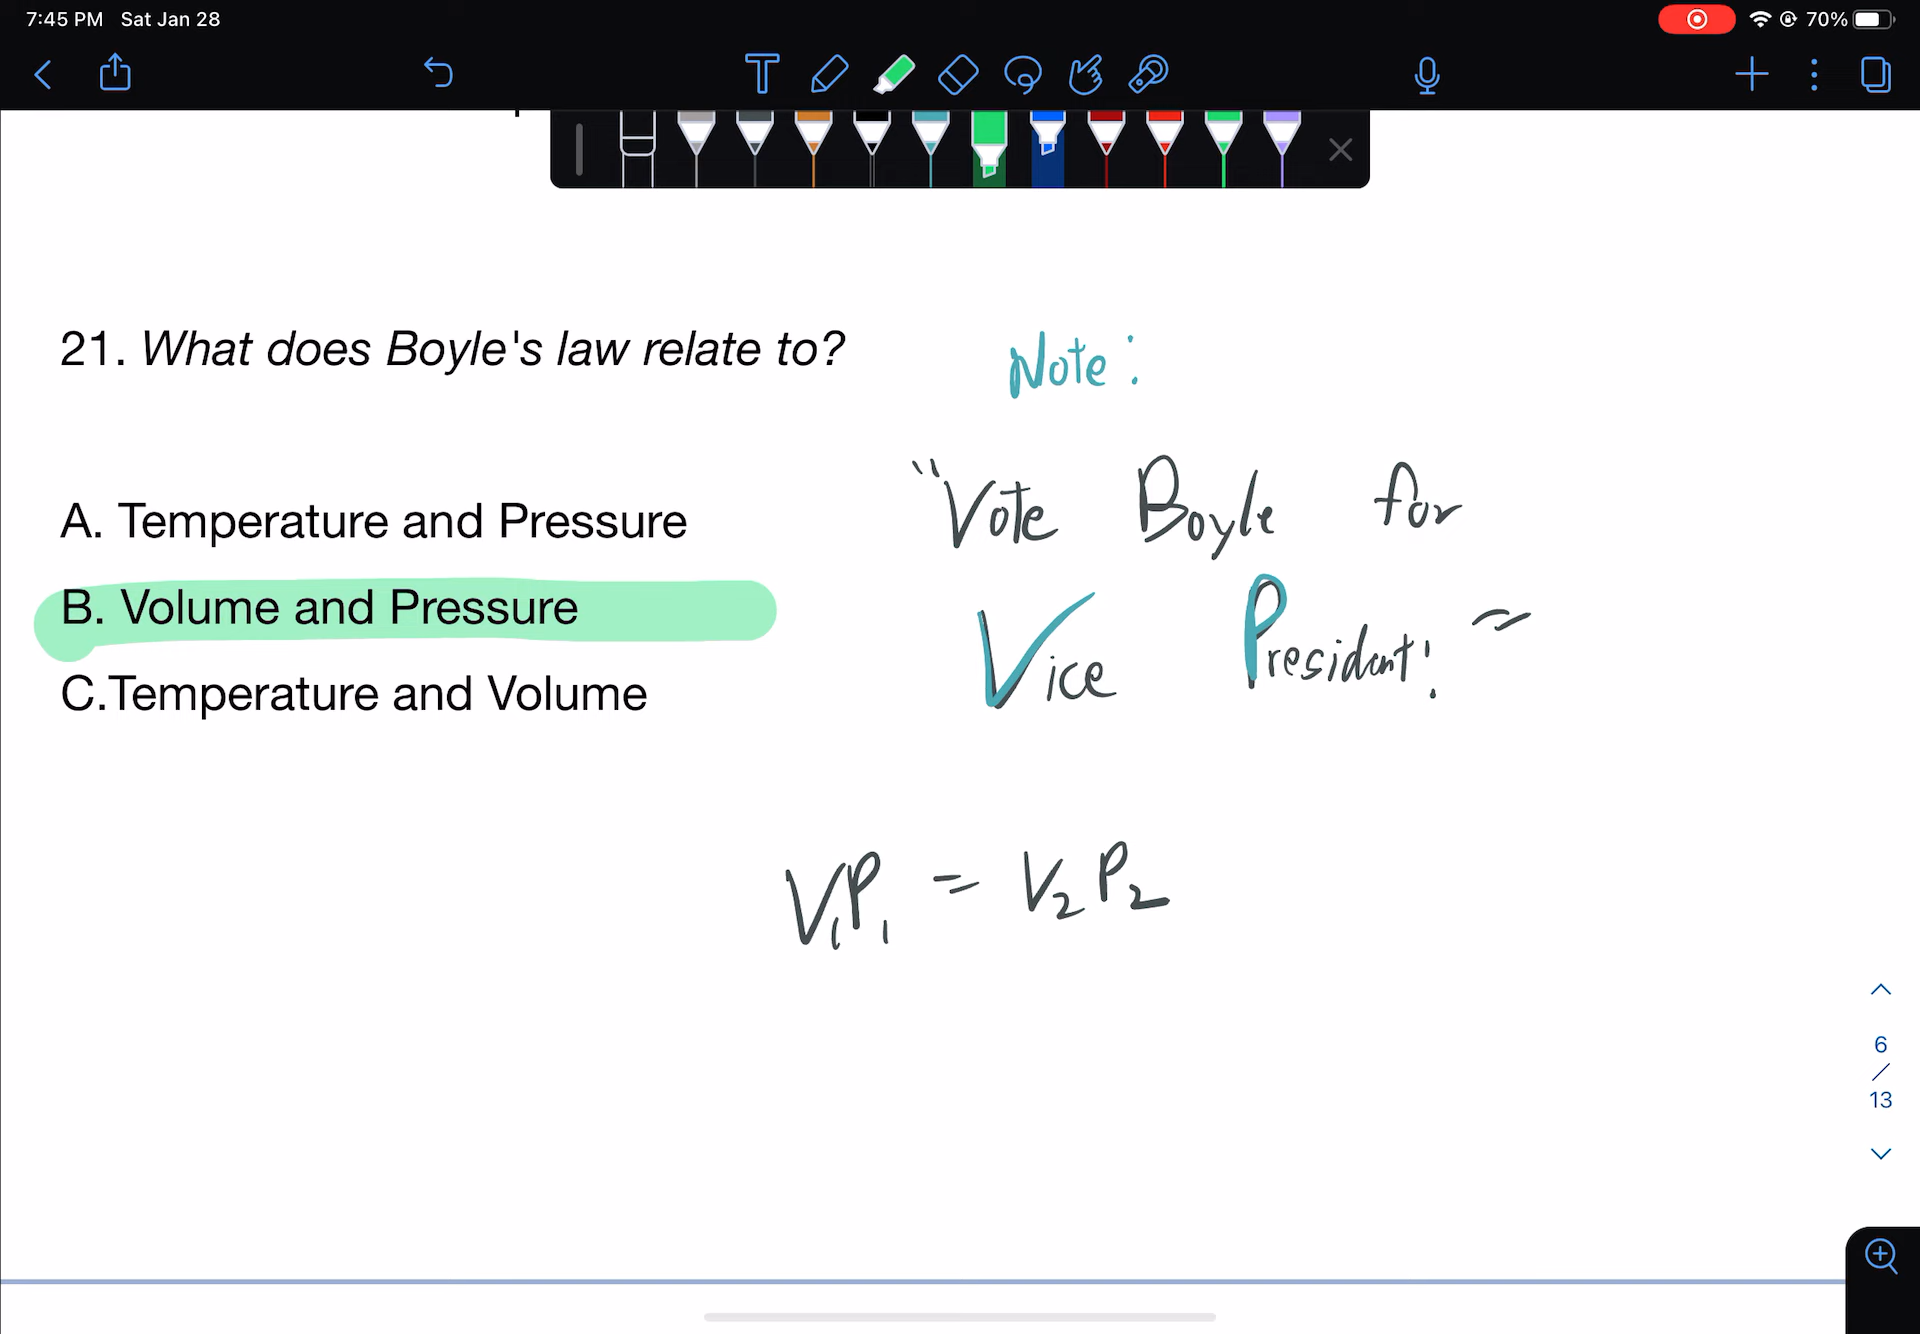 7:45 PM Sat Jan 28
70%
21. What does Boyle's law relate to?
Note:
"Vote Boyle for
Vice President!"
A. Temperature and Pressure
B. Volume and Pressure
C.Temperature and Volume
V₁P₁ = V₂P₂
6
/
13